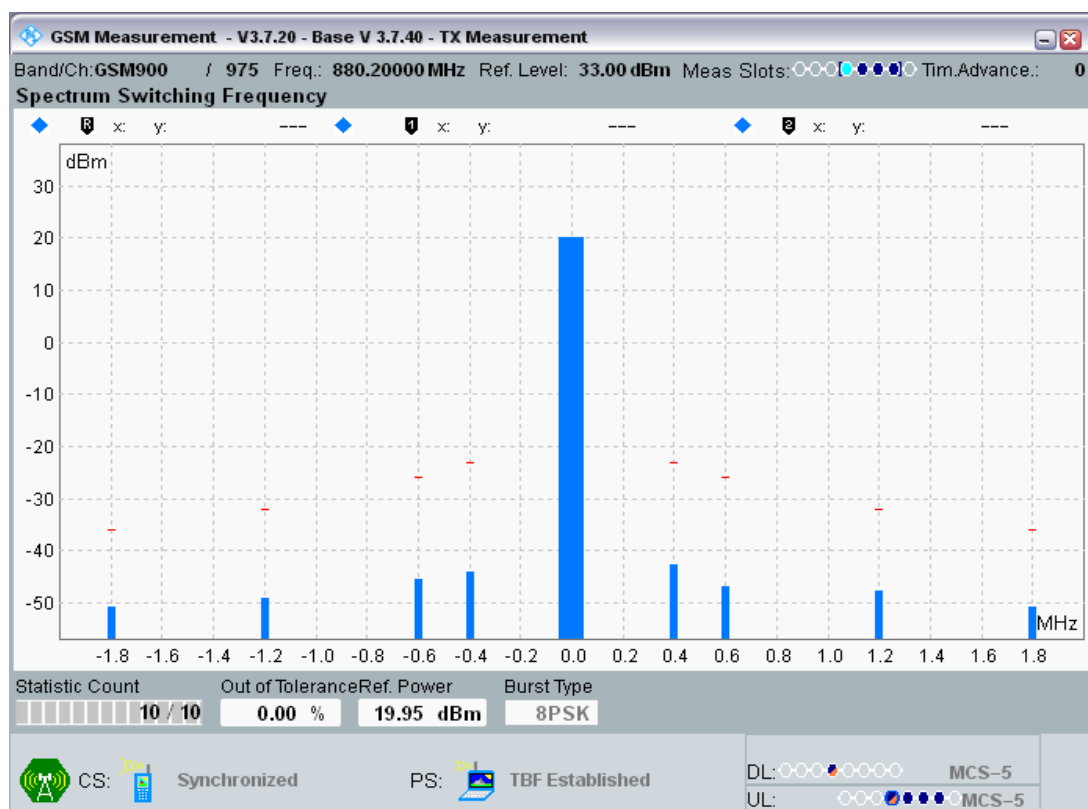 GSM Measurement - V3.7.20 - Base V 3.7.40 - TX Measurement
Band/Ch:GSM900 / 975 Freq.: 880.20000 MHz Ref. Level: 33.00 dBm Meas Slots: Tim.Advance.: 0
Spectrum Switching Frequency
R x: y: --- 1 x: y: --- 2 x: y: ---
dBm
30
20
10
0
-10
-20
-30
-40
-50
MHz
-1.8 -1.6 -1.4 -1.2 -1.0 -0.8 -0.6 -0.4 -0.2 0.0 0.2 0.4 0.6 0.8 1.0 1.2 1.4 1.6 1.8
Statistic Count Out of Tolerance Ref. Power Burst Type
10 / 10 0.00 % 19.95 dBm 8PSK
CS: Synchronized PS: TBF Established
DL: MCS-5
UL: MCS-5